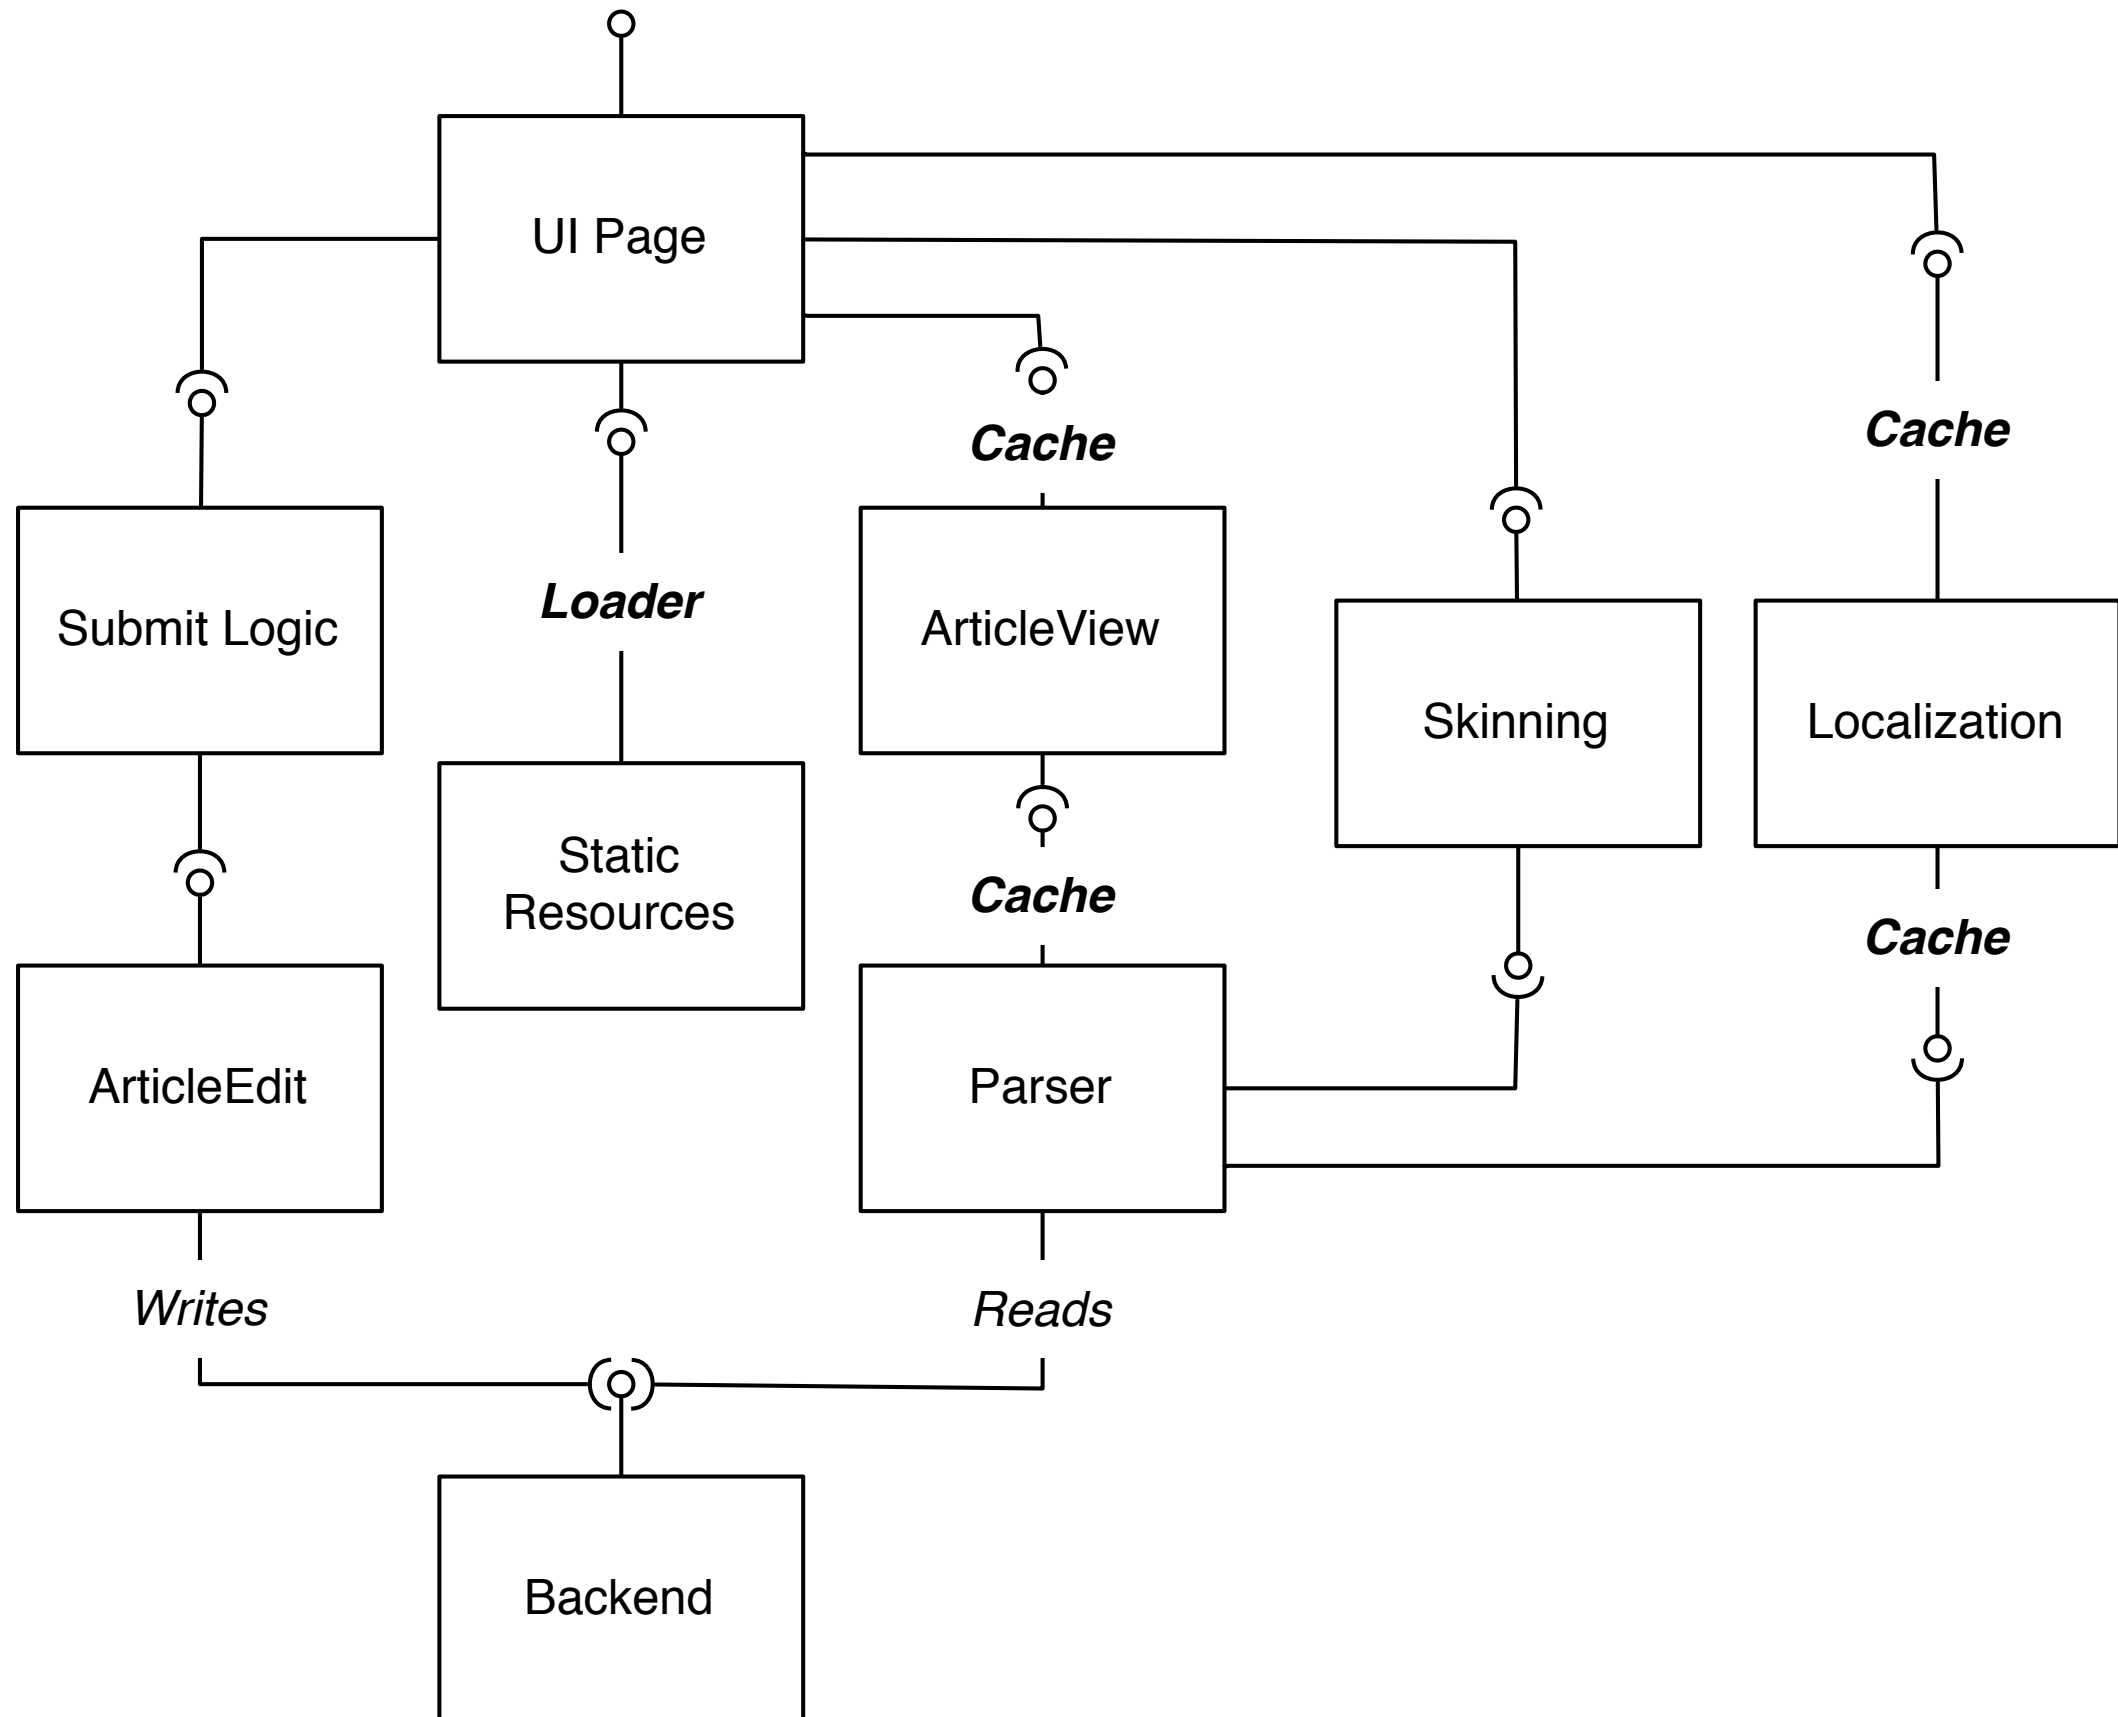 UI Page
Cache
Cache
Loader
Submit Logic
ArticleView
Skinning
Localization
Static
Resources
Cache
Cache
ArticleEdit
Parser
Writes
Reads
Backend